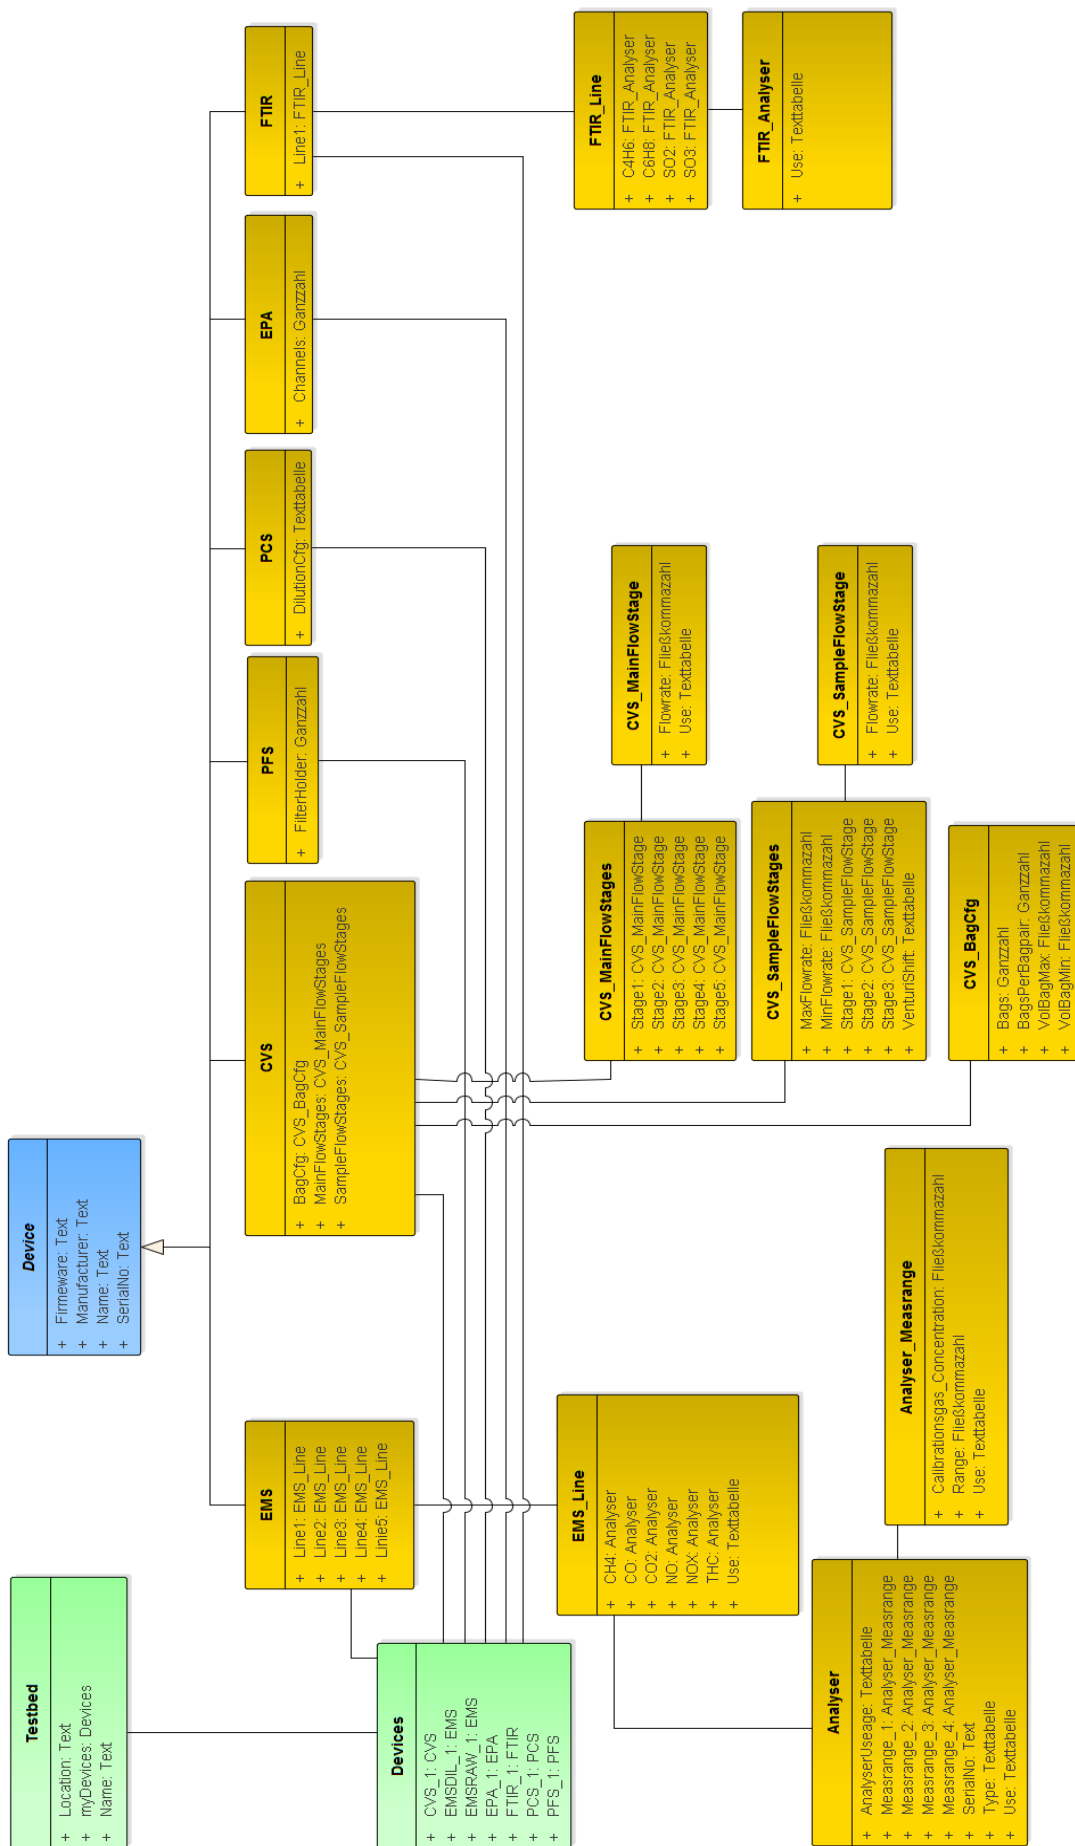 Testbed
+ Location: Text
+ myDevices: Devices
+ Name: Text
Device
+ Firmeware: Text
+ Manufacturer: Text
+ Name: Text
+ SerialNo: Text
EMS
+ Line1: EMS_Line
+ Line2: EMS_Line
+ Line3: EMS_Line
+ Line4: EMS_Line
+ Linie5: EMS_Line
CVS
+ BagCfg: CVS_BagCfg
+ MainFlowStages: CVS_MainFlowStages
+ SampleFlowStages: CVS_SampleFlowStages
PFS
+ FilterHolder: Ganzzahl
PCS
+ DilutionCfg: Texttabelle
EPA
+ Channels: Ganzzahl
FTIR
+ Line1: FTIR_Line
Devices
+ CVS_1: CVS
+ EMSDIL_1: EMS
+ EMSRAW_1: EMS
+ EPA_1: EPA
+ FTIR_1: FTIR
+ PCS_1: PCS
+ PFS_1: PFS
EMS_Line
+ CH4: Analyser
+ CO: Analyser
+ CO2: Analyser
+ NO: Analyser
+ NOX: Analyser
+ THC: Analyser
+ Use: Texttabelle
CVS_MainFlowStages
+ Stage1: CVS_MainFlowStage
+ Stage2: CVS_MainFlowStage
+ Stage3: CVS_MainFlowStage
+ Stage4: CVS_MainFlowStage
+ Stage5: CVS_MainFlowStage
CVS_MainFlowStage
+ Flowrate: Fließkommazahl
+ Use: Texttabelle
FTIR_Line
+ C4H6: FTIR_Analyser
+ C6H8: FTIR_Analyser
+ SO2: FTIR_Analyser
+ SO3: FTIR_Analyser
FTIR_Analyser
+ Use: Texttabelle
CVS_SampleFlowStages
+ MaxFlowrate: Fließkommazahl
+ MinFlowrate: Fließkommazahl
+ Stage1: CVS_SampleFlowStage
+ Stage2: CVS_SampleFlowStage
+ Stage3: CVS_SampleFlowStage
+ VenturiShift: Texttabelle
CVS_SampleFlowStage
+ Flowrate: Fließkommazahl
+ Use: Texttabelle
Analyser
+ AnalyserUseage: Texttabelle
+ Measrange_1: Analyser_Measrange
+ Measrange_2: Analyser_Measrange
+ Measrange_3: Analyser_Measrange
+ Measrange_4: Analyser_Measrange
+ SerialNo: Text
+ Type: Texttabelle
+ Use: Texttabelle
Analyser_Measrange
+ Calibrationsgas_Concentration: Fließkommazahl
+ Range: Fließkommazahl
+ Use: Texttabelle
CVS_BagCfg
+ Bags: Ganzzahl
+ BagsPerBagpair: Ganzzahl
+ VolBagMax: Fließkommazahl
+ VolBagMin: Fließkommazahl